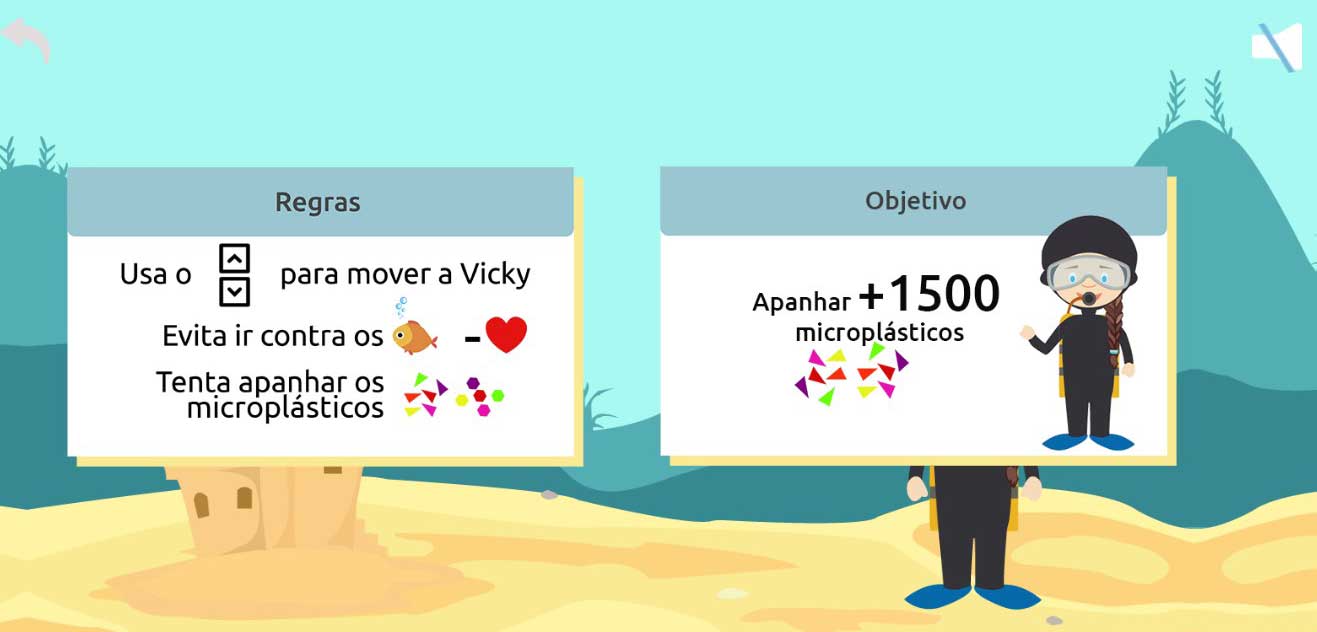 Regras
Usa o para mover a Vicky
Evita ir contra os -
Tenta apanhar os
microplásticos
Objetivo
Apanhar +1500
microplásticos